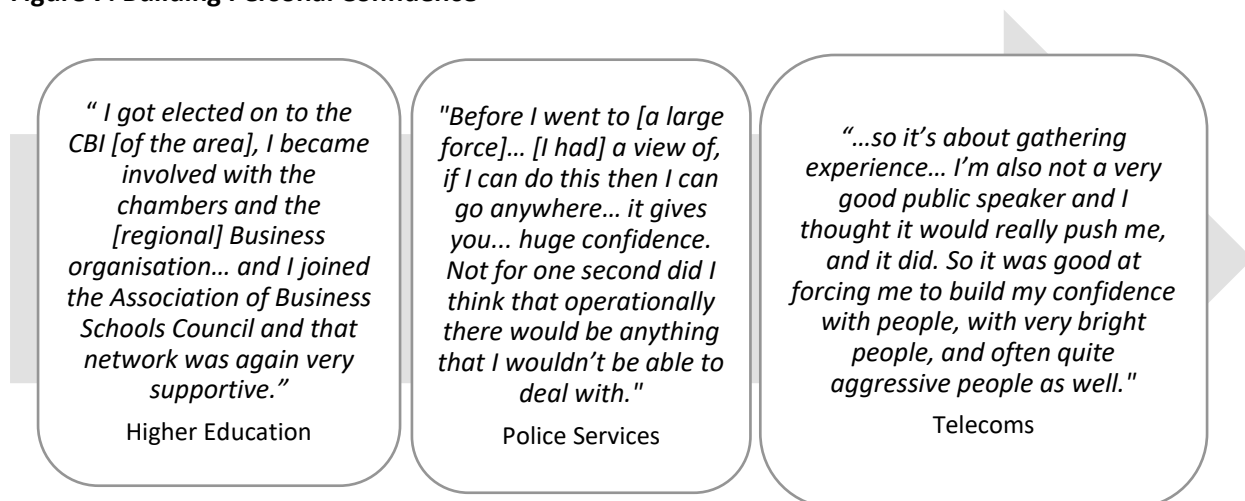 Figure Building Personal Confidence
“ I got elected on to the
CBI [of the area], I became
involved with the
chambers and the
[regional] Business
organisation… and I joined
the Association of Business
Schools Council and that
network was again very
supportive.”
Higher Education
"Before I went to [a large
force]… [I had] a view of,
if I can do this then I can
go anywhere… it gives
you... huge confidence.
Not for one second did I
think that operationally
there would be anything
that I wouldn’t be able to
deal with."
Police Services
“…so it’s about gathering
experience… I’m also not a very
good public speaker and I
thought it would really push me,
and it did. So it was good at
forcing me to build my confidence
with people, with very bright
people, and often quite
aggressive people as well."
Telecoms